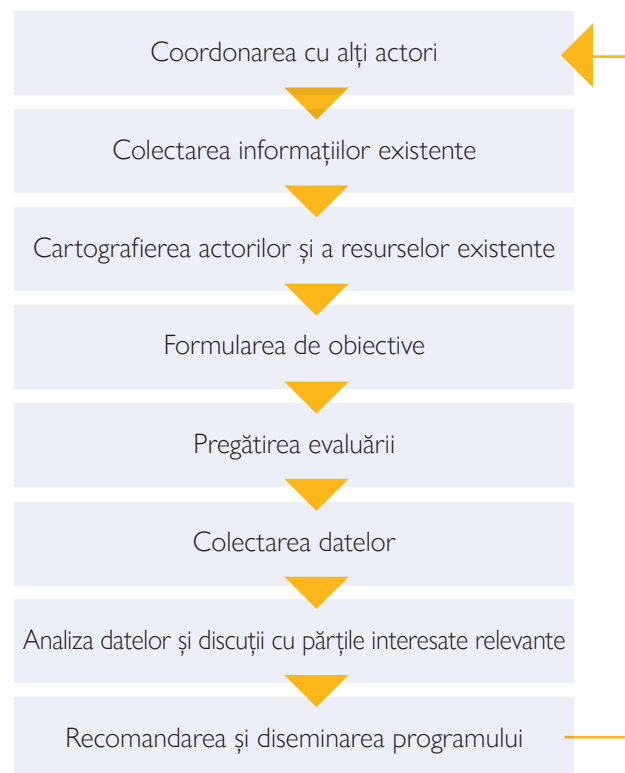 Coordonarea cu alți actori
Colectarea informațiilor existente
Cartografierea actorilor și a resurselor existente
Formularea de obiective
Pregătirea evaluării
Colectarea datelor
Analiza datelor și discuții cu părțile interesate relevante
Recomandarea și diseminarea programului